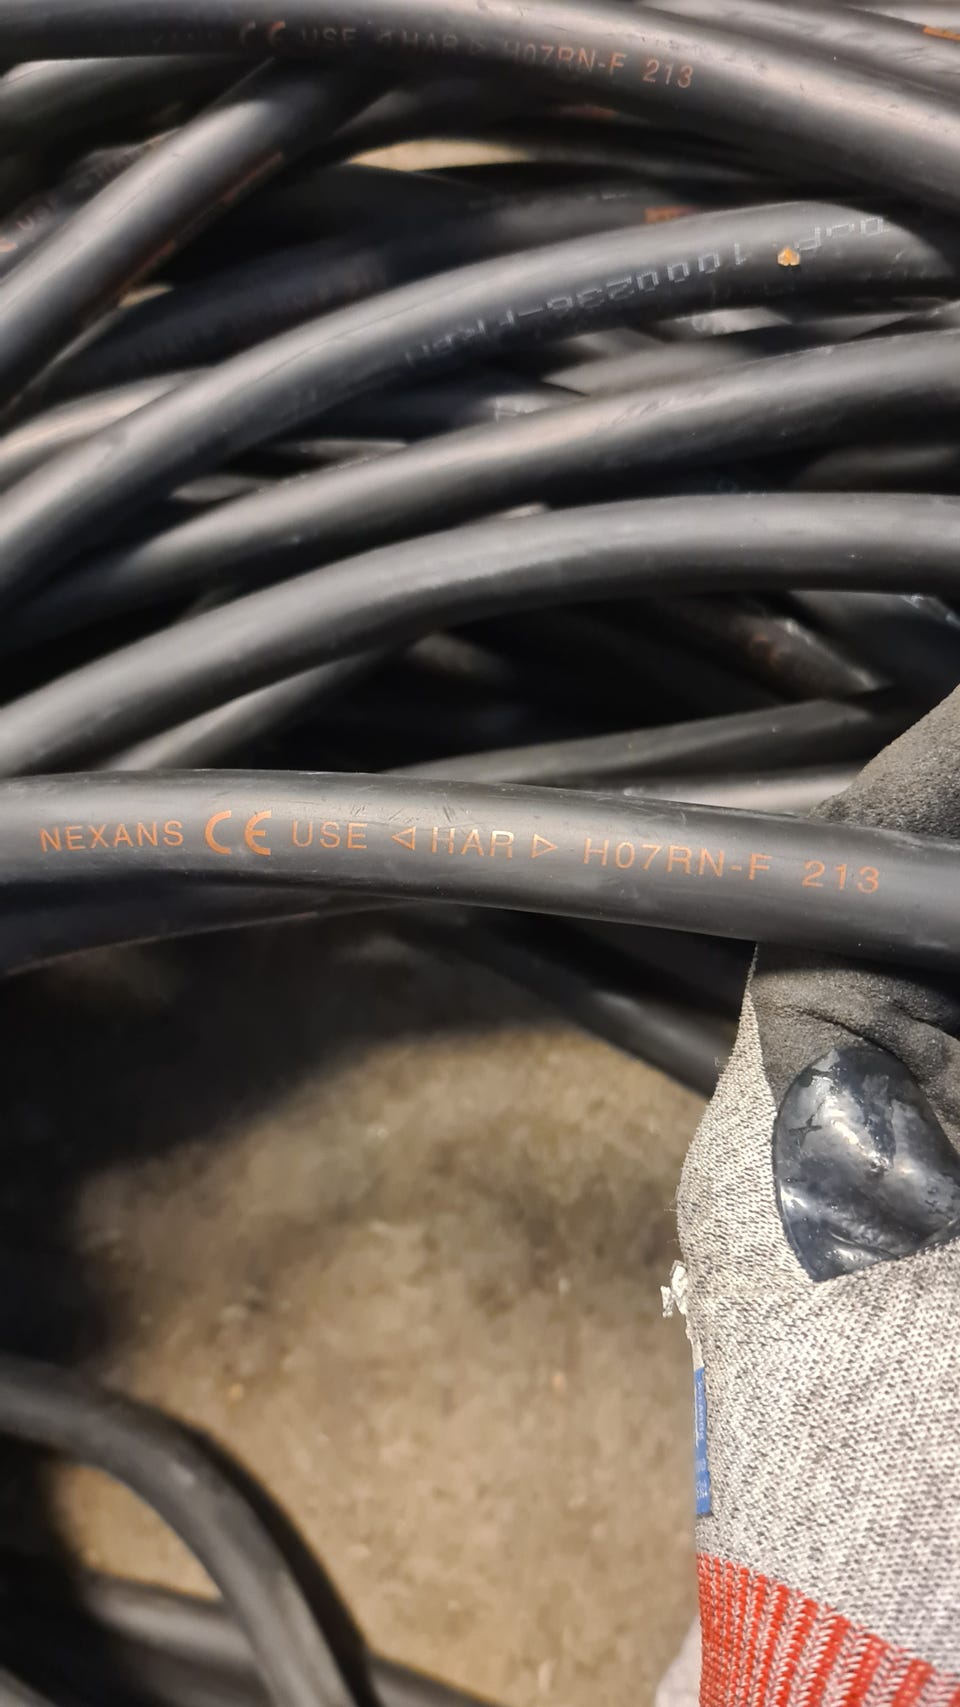 CE USE ◁ HAR ▷ H07RN-F 213
NEXANS CE USE ◁ HAR ▷ H07RN-F 213